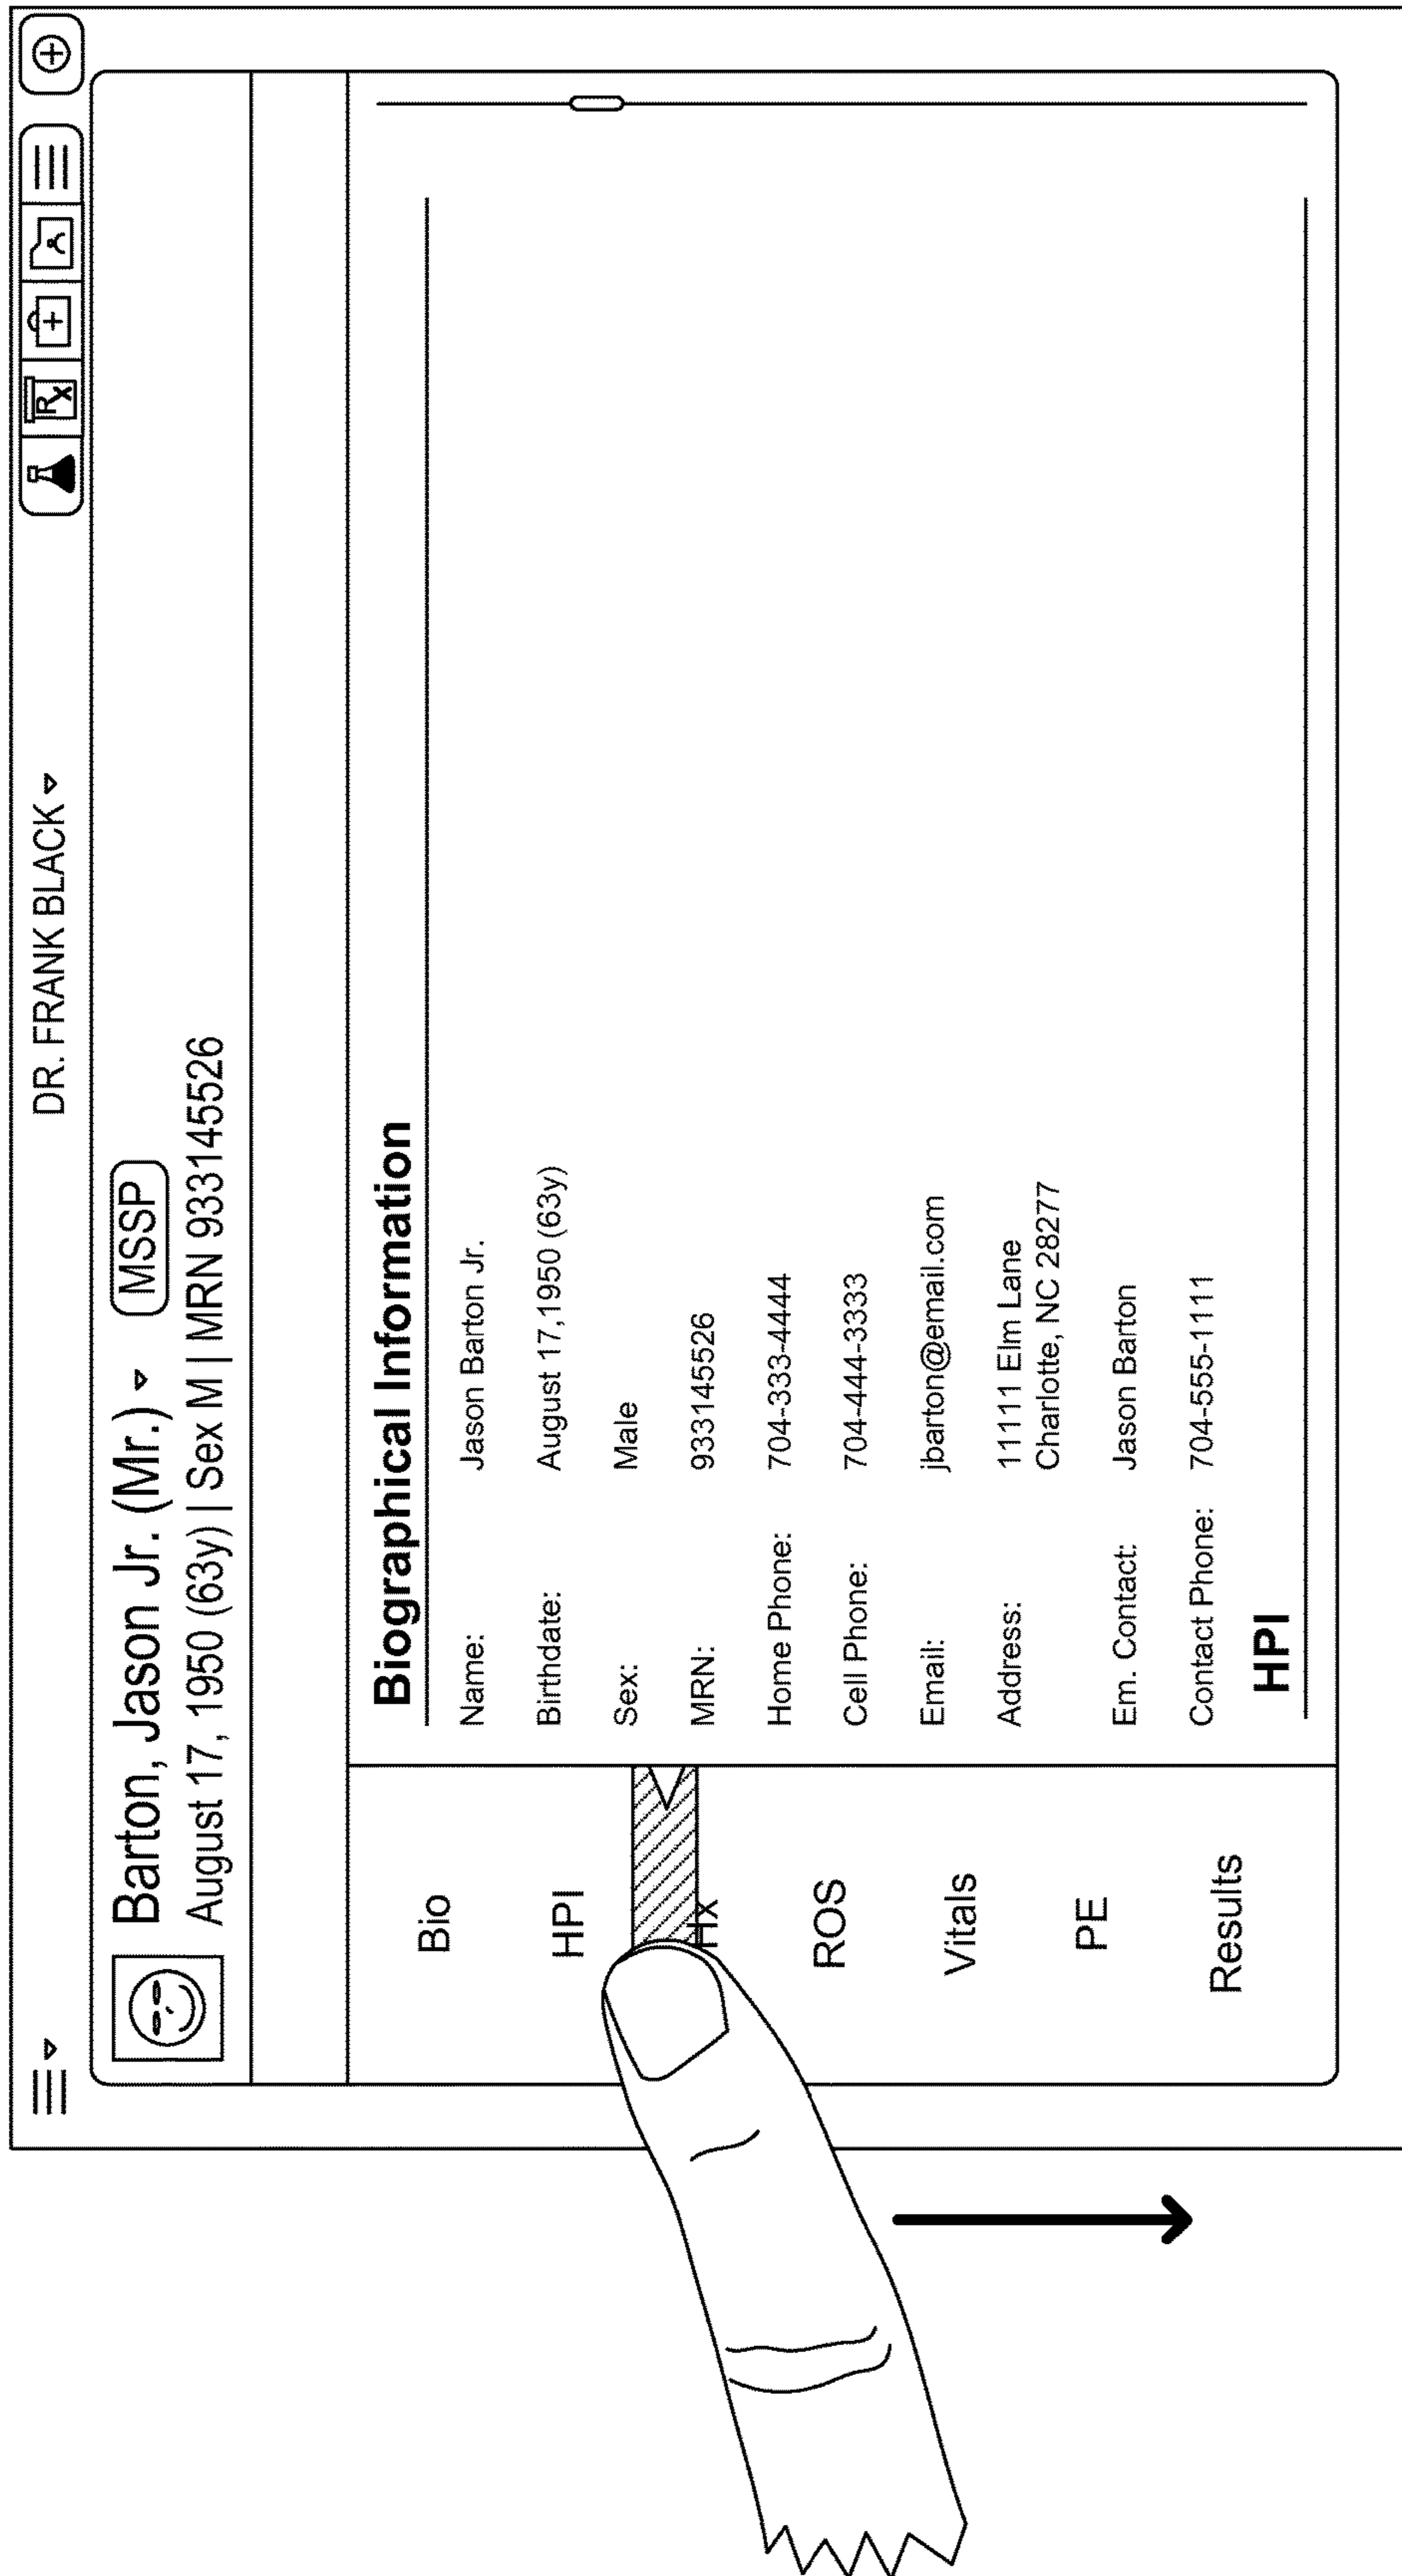 DR. FRANK BLACK
Rx
Barton, Jason Jr. (Mr.) MSSP
August 17, 1950 (63y) | Sex M | MRN 933145526
Bio
HPI
Hx
ROS
Vitals
PE
Results
Biographical Information
Name: Jason Barton Jr.
Birthdate: August 17,1950 (63y)
Sex: Male
MRN: 933145526
Home Phone: 704-333-4444
Cell Phone: 704-444-3333
Email: jbarton@email.com
Address: 11111 Elm Lane
Charlotte, NC 28277
Em. Contact: Jason Barton
Contact Phone: 704-555-1111
HPI